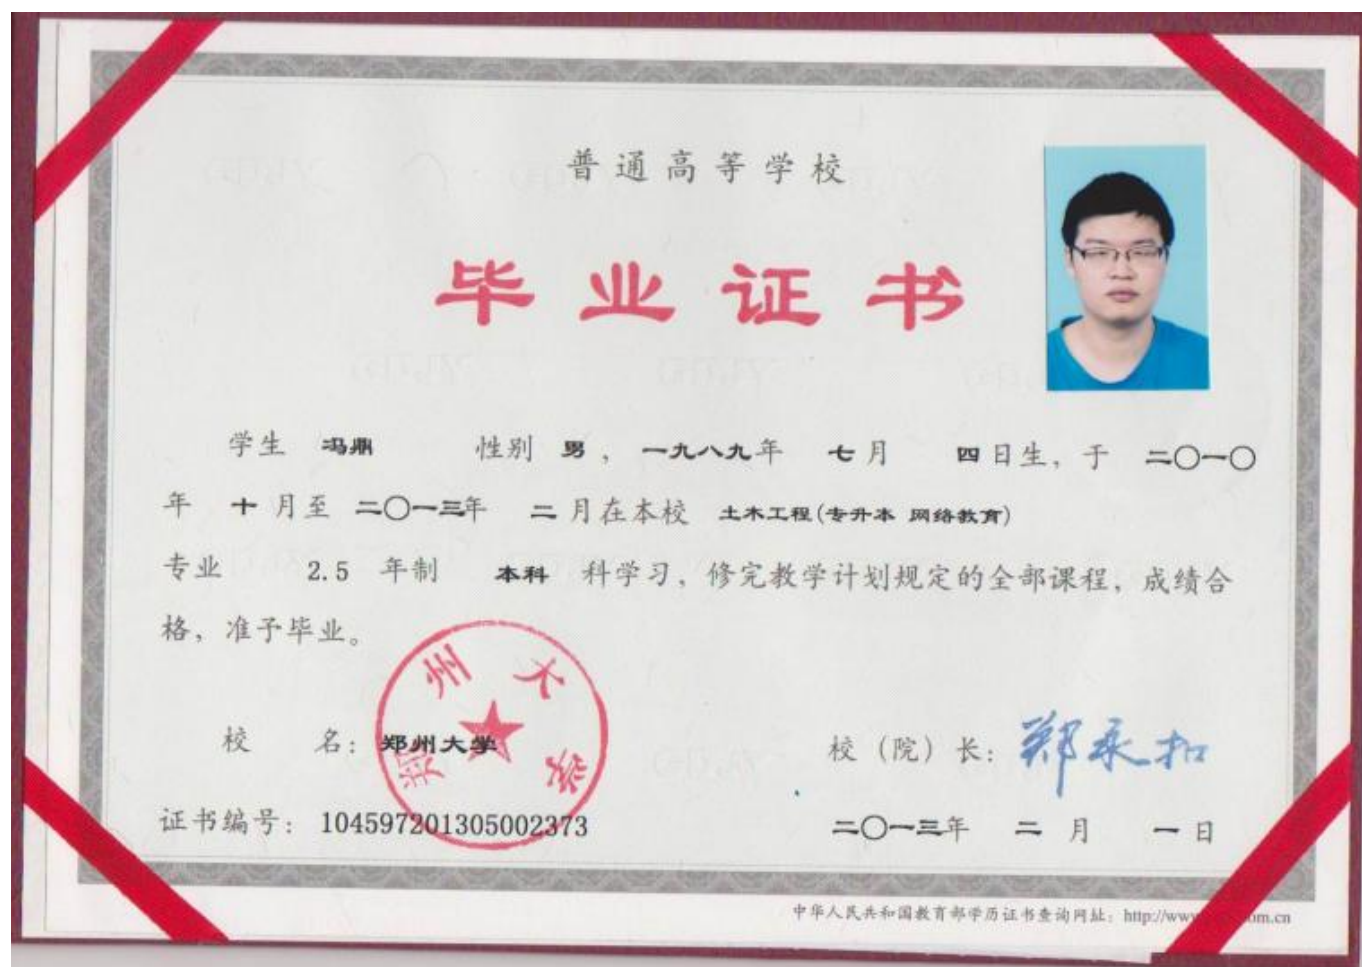 普通高等学校
毕业证书
学生 冯鼎 性别 男，一九八九年 七月 四日生，于 二〇一〇
年 十月至 二〇一三年 二月在本校 土木工程(专升本 网络教育)
专业 2.5 年制 本科 科学习，修完教学计划规定的全部课程，成绩合
格，准予毕业。
郑州大学
校 名：郑州大学
校（院）长：郑永扣
证书编号：104597201305002373
二〇一三年 二月 一日
中华人民共和国教育部学历证书查询网址：http://www om.cn